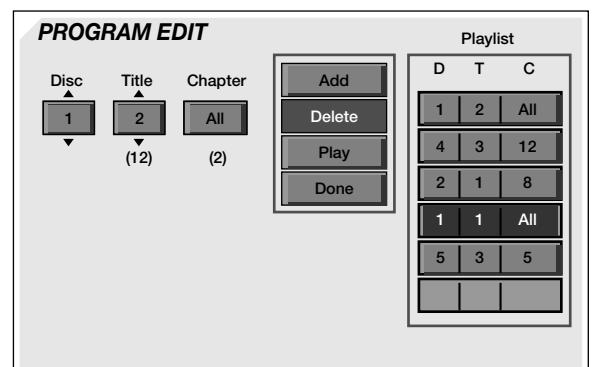 PROGRAM EDIT
Disc Title Chapter
1 2 All
(12) (2)
Add
Delete
Play
Done
Playlist
D T C
1 2 All
4 3 12
2 1 8
1 1 All
5 3 5